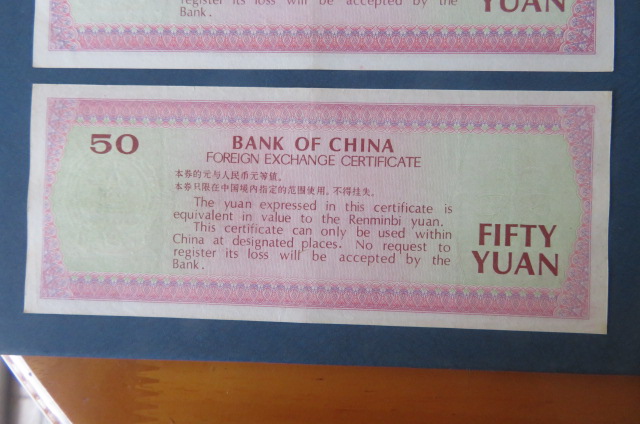 register its loss will be accepted by the
Bank.
YUAN
50
BANK OF CHINA
FOREIGN EXCHANGE CERTIFICATE
本券的元与人民币元等值。
本券只限在中国境内指定的范围使用，不得挂失。
The yuan expressed in this certificate is
equivalent in value to the Renminbi yuan.
This certificate can only be used within
China at designated places. No request to
register its loss will be accepted by the
Bank.
FIFTY
YUAN